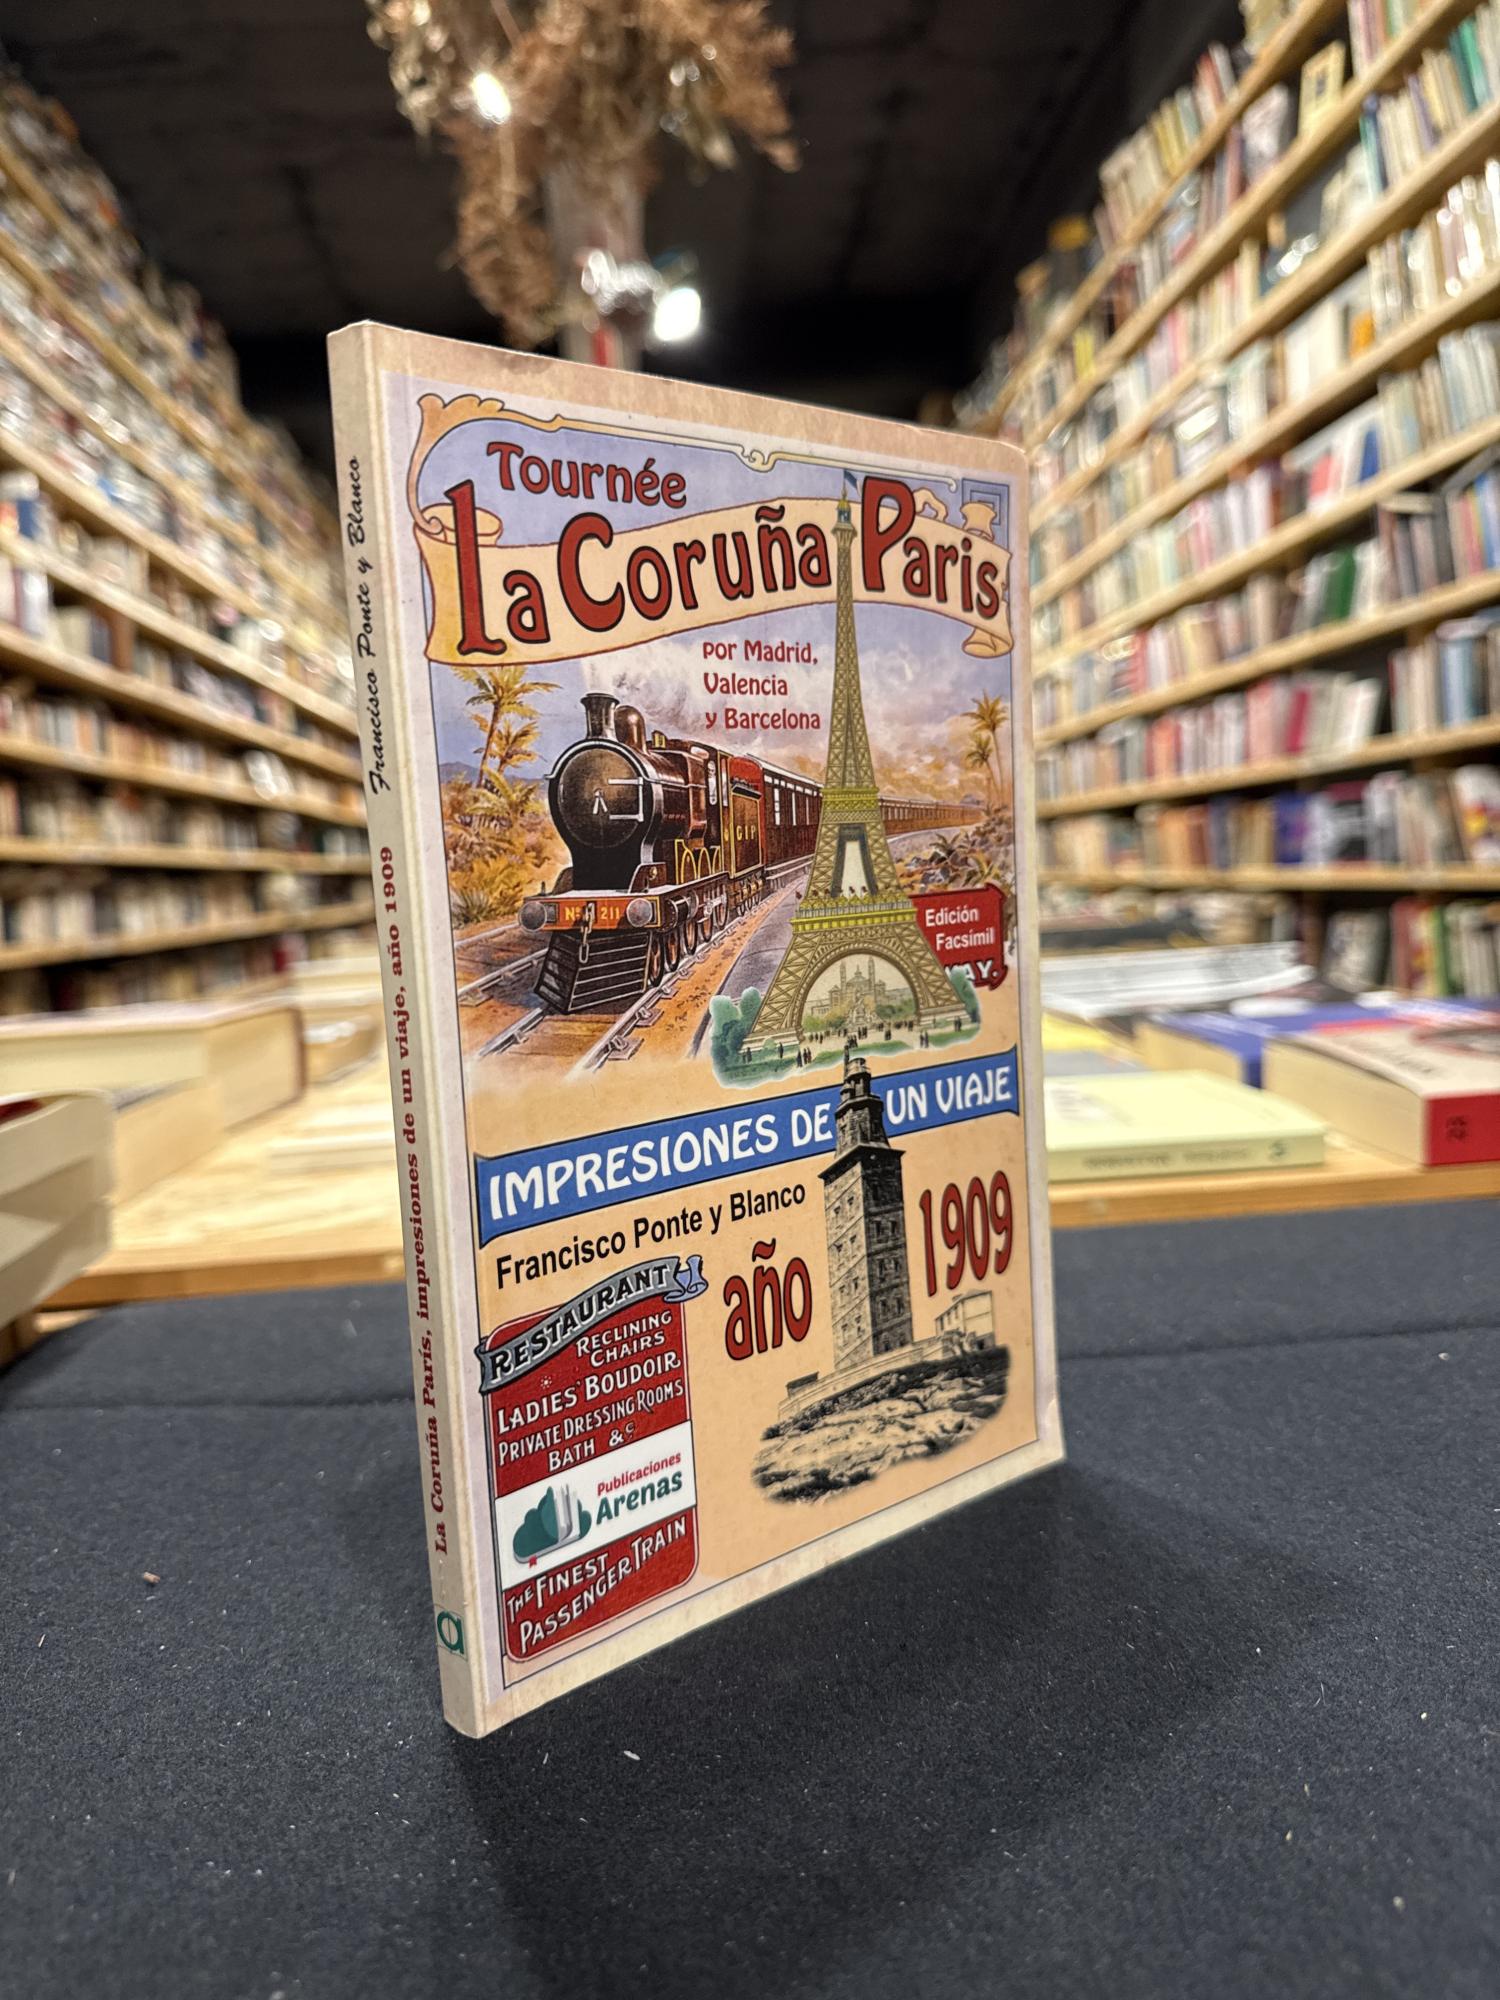 Tournée
La Coruña Paris
por Madrid,
Valencia
y Barcelona
GIP
No 211
Edición
Facsímil
WAY.
IMPRESIONES DE UN VIAJE
Francisco Ponte y Blanco
año 1909
RESTAURANT
RECLINING
CHAIRS
LADIES' BOUDOIR
PRIVATE DRESSING ROOMS
BATH &c
Publicaciones
Arenas
THE FINEST
PASSENGER TRAIN
La Coruña París, impresiones de un viaje, año 1909 Francisco Ponte y Blanco
a